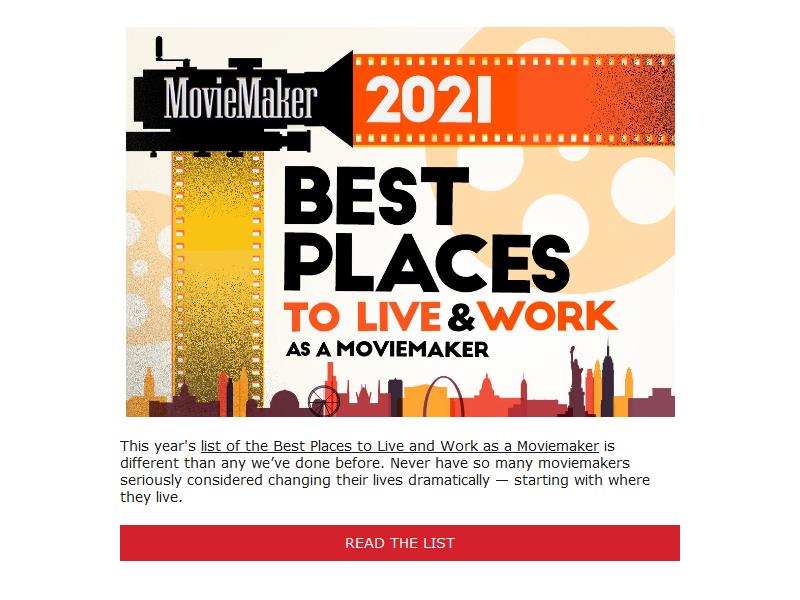 MovieMaker
2021
BEST
PLACES
TO LIVE & WORK
AS A MOVIEMAKER
This year's list of the Best Places to Live and Work as a Moviemaker is
different than any we’ve done before. Never have so many moviemakers
seriously considered changing their lives dramatically — starting with where
they live.
READ THE LIST